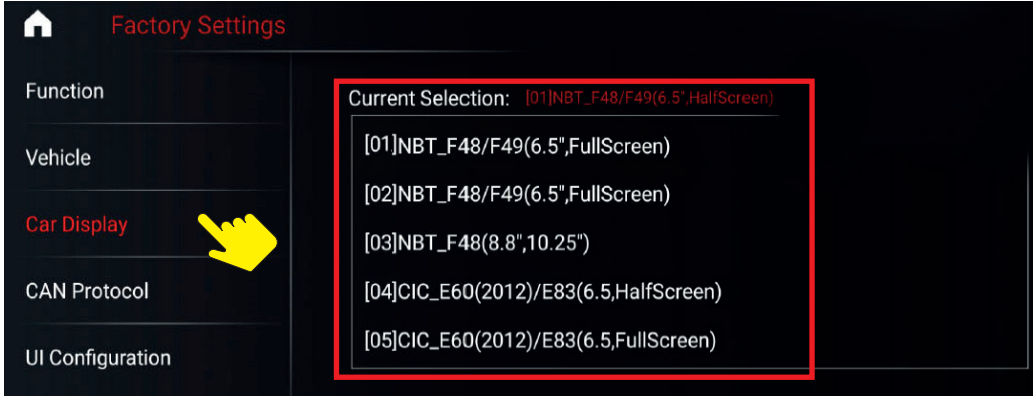 Factory Settings
Function
Vehicle
Car Display
CAN Protocol
UI Configuration
Current Selection: [01]NBT_F48/F49(6.5",HalfScreen)
[01]NBT_F48/F49(6.5",FullScreen)
[02]NBT_F48/F49(6.5",FullScreen)
[03]NBT_F48(8.8",10.25")
[04]CIC_E60(2012)/E83(6.5,HalfScreen)
[05]CIC_E60(2012)/E83(6.5,FullScreen)